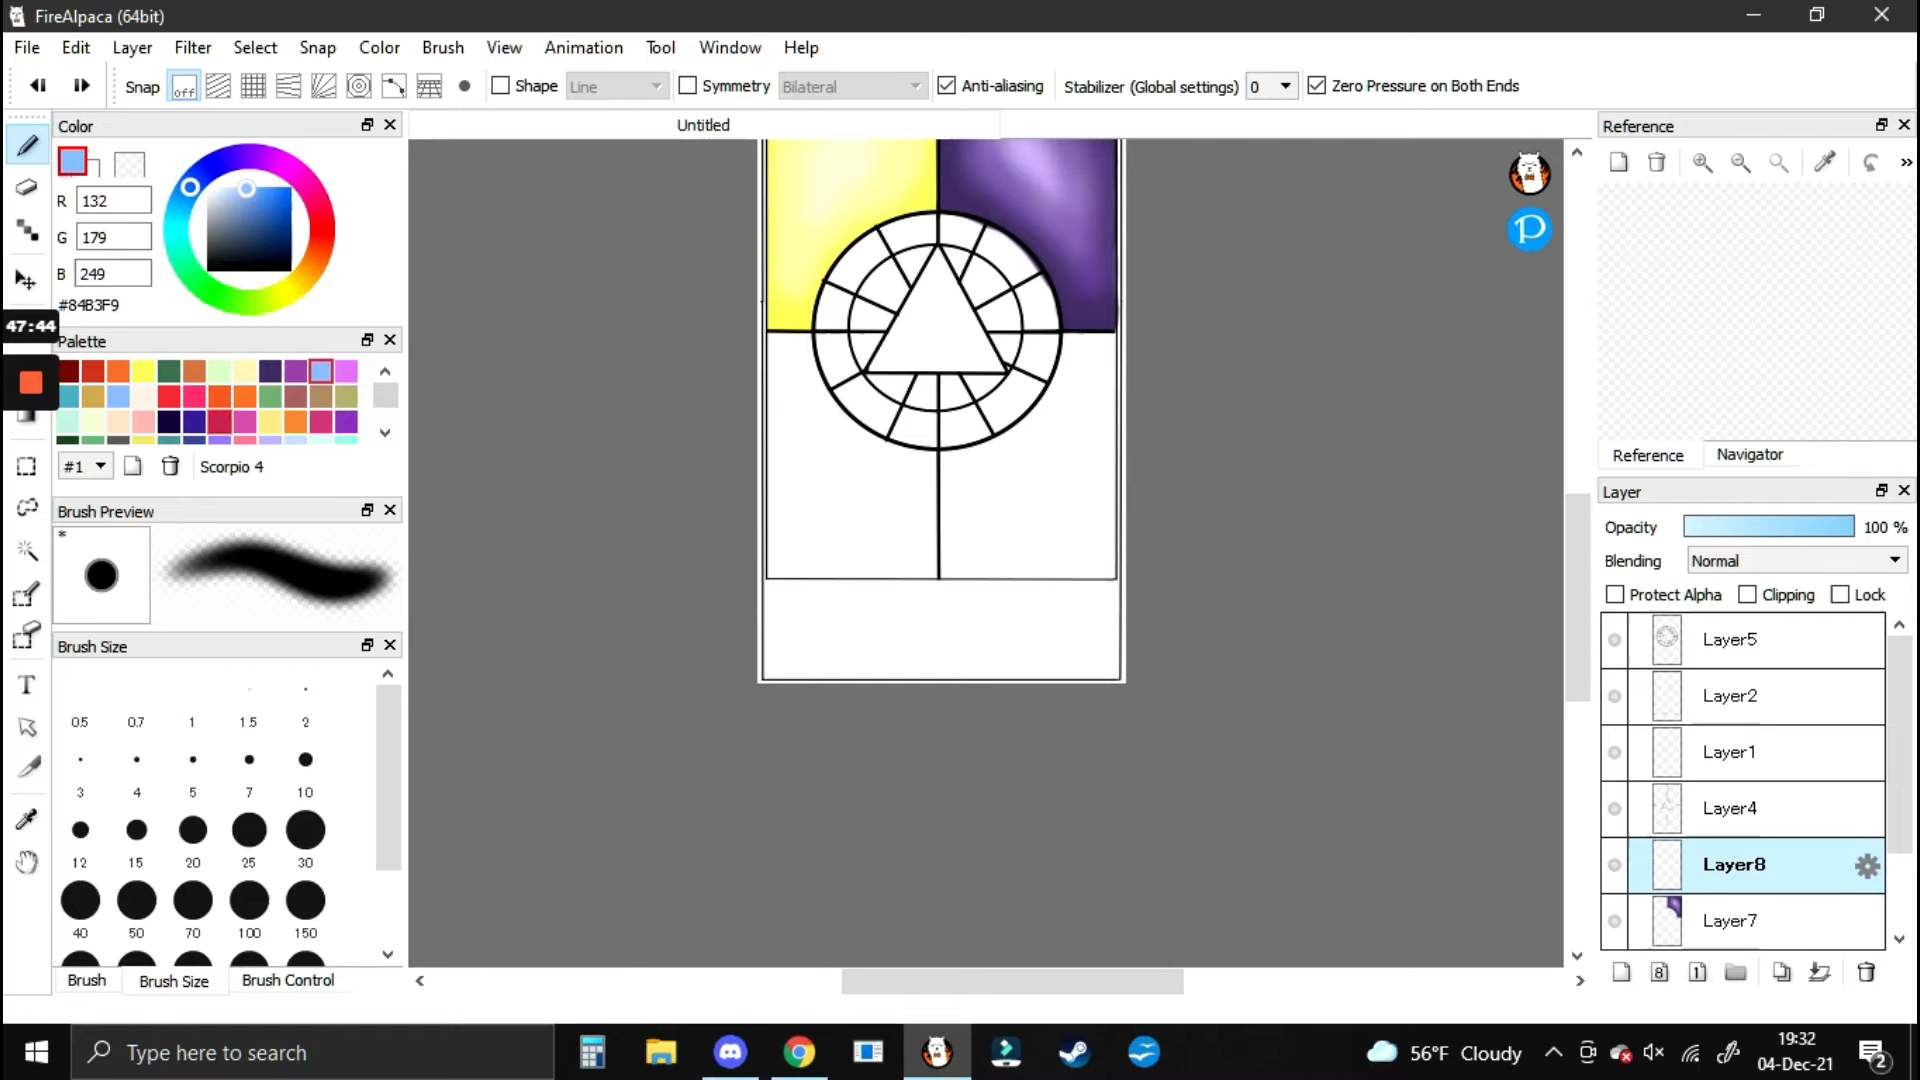 FireAlpaca (64bit)
File Edit Layer Filter Select Snap Color Brush View Animation Tool Window Help
Snap off Shape Line Symmetry Bilateral Anti-aliasing Stabilizer (Global settings) 0 Zero Pressure on Both Ends
Color
Untitled
Reference
R 132
G 179
B 249
#84B3F9
47:44
Palette
#1 Scorpio 4
Reference Navigator
Layer
Brush Preview
*
Opacity 100 %
Blending Normal
Protect Alpha Clipping Lock
Brush Size
Layer5
Layer2
0.5 0.7 1 1.5 2
Layer1
3 4 5 7 10
Layer4
12 15 20 25 30
Layer8
Layer7
40 50 70 100 150
Brush Brush Size Brush Control
8 1
T
P
Type here to search
56°F Cloudy
19:32
04-Dec-21
2